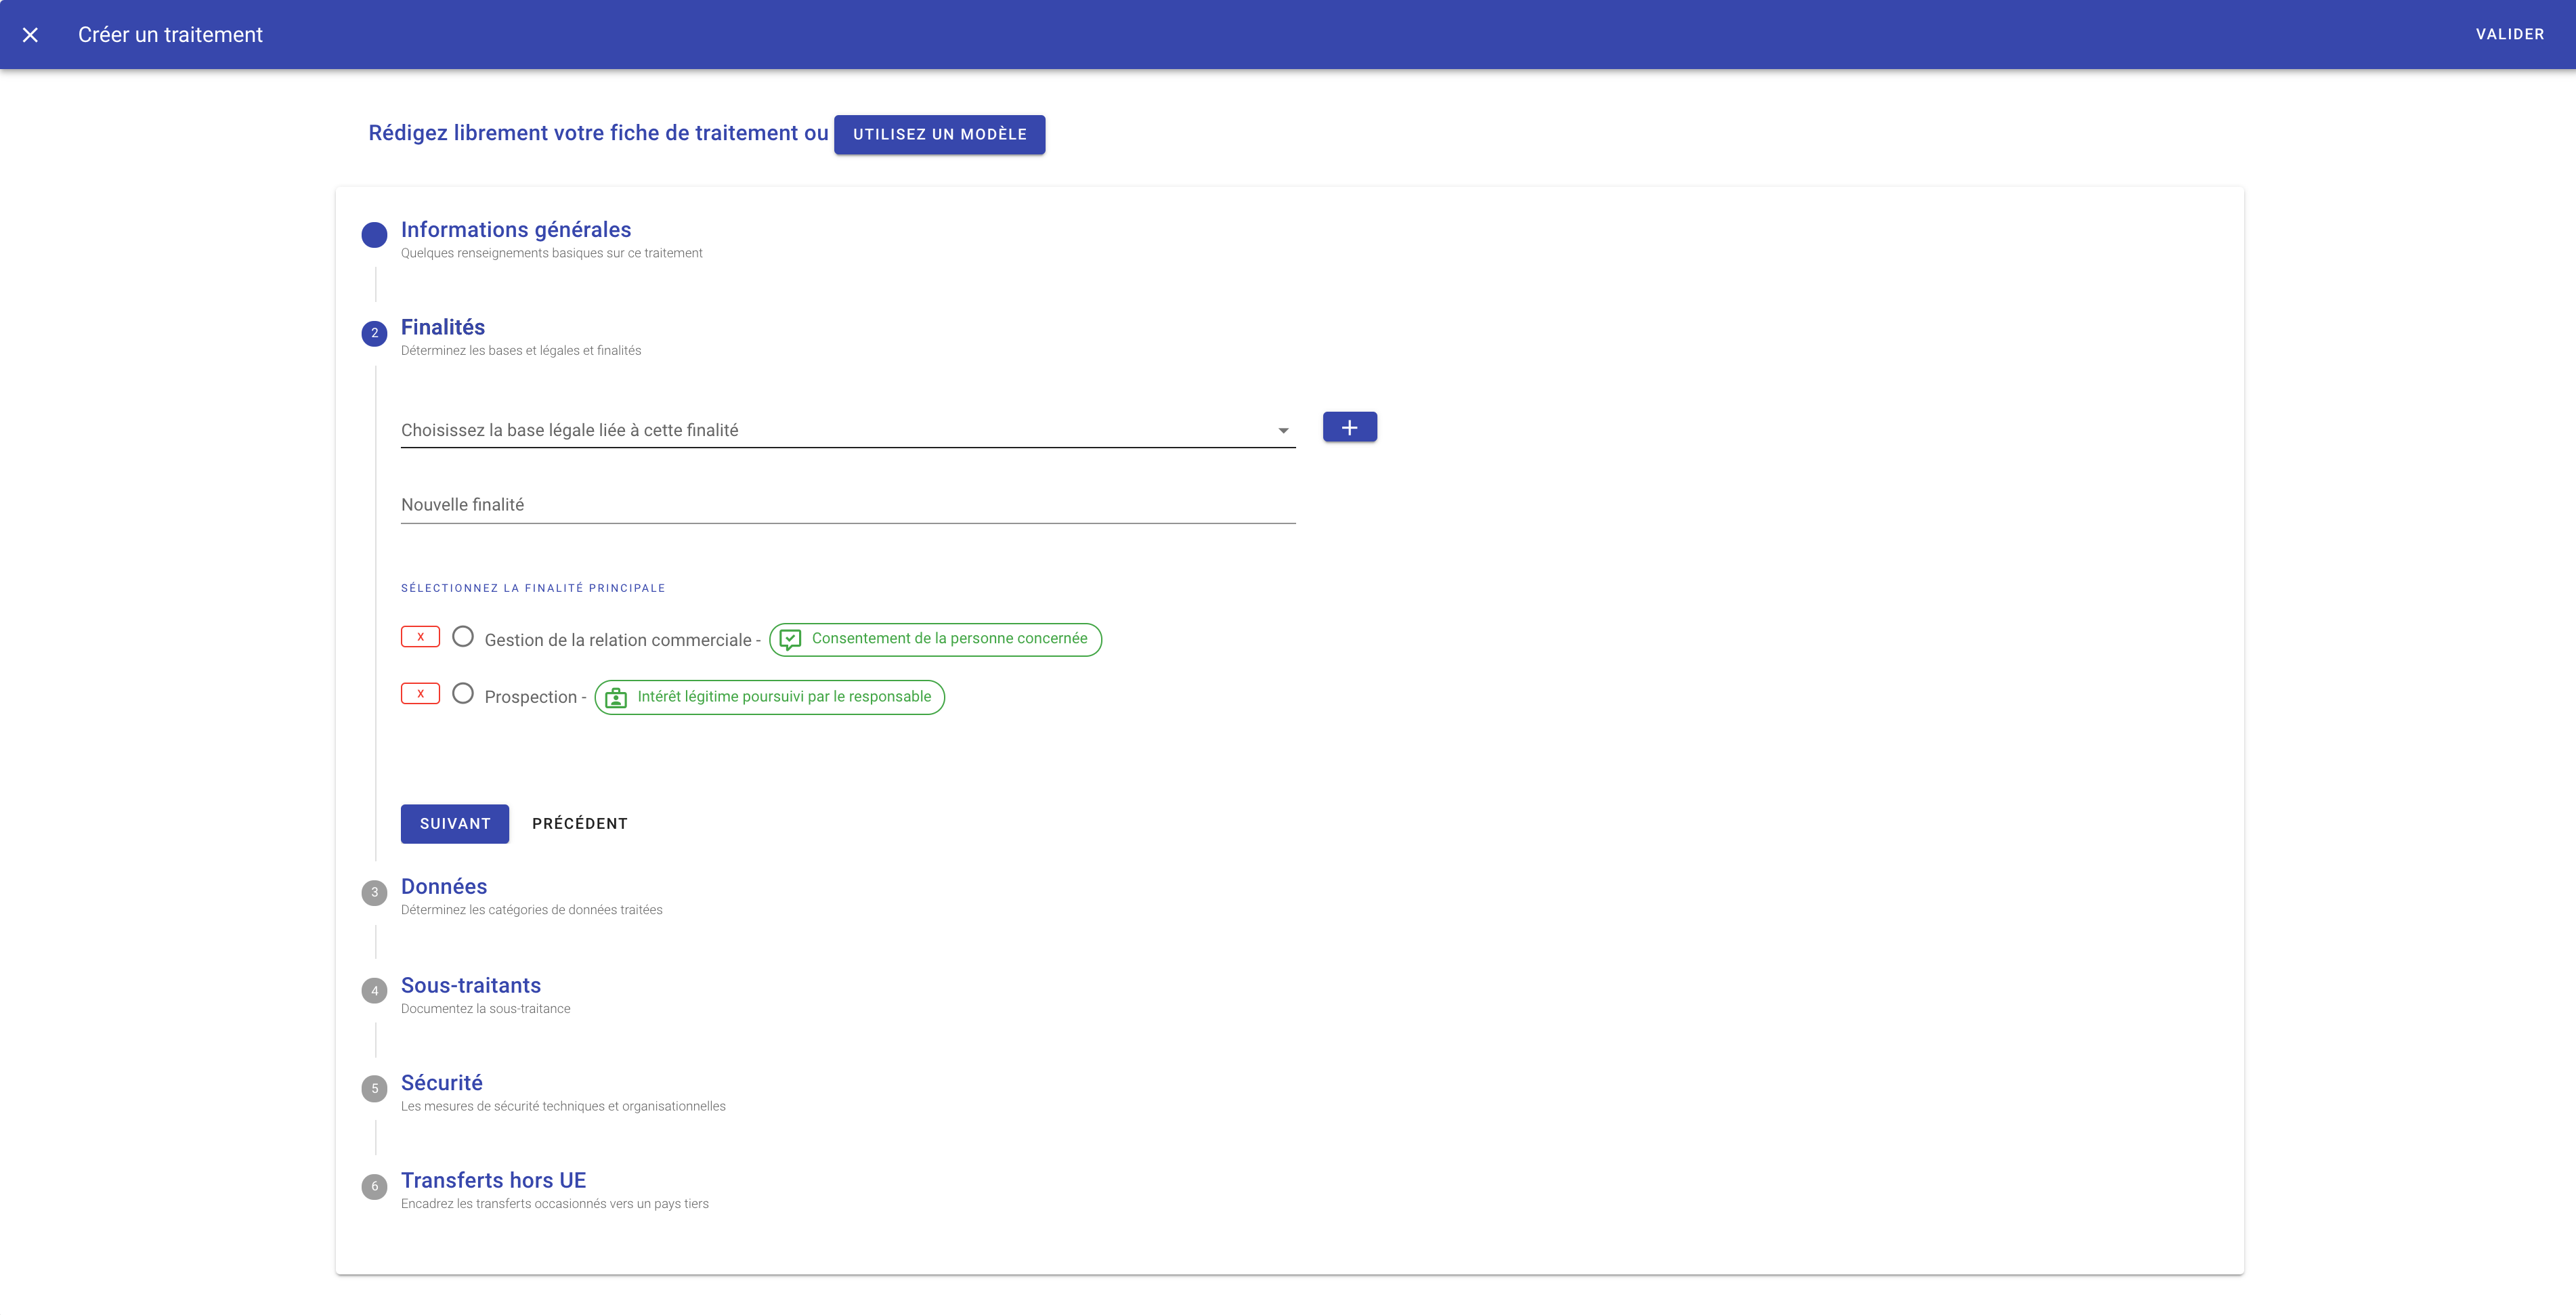 Créer un traitement
VALIDER
Rédigez librement votre fiche de traitement ou UTILISEZ UN MODÈLE
Informations générales
Quelques renseignements basiques sur ce traitement
2 Finalités
Déterminez les bases et légales et finalités
Choisissez la base légale liée à cette finalité
Nouvelle finalité
SÉLECTIONNEZ LA FINALITÉ PRINCIPALE
X Gestion de la relation commerciale - Consentement de la personne concernée
X Prospection - Intérêt légitime poursuivi par le responsable
SUIVANT PRÉCÉDENT
3 Données
Déterminez les catégories de données traitées
4 Sous-traitants
Documentez la sous-traitance
5 Sécurité
Les mesures de sécurité techniques et organisationnelles
6 Transferts hors UE
Encadrez les transferts occasionnés vers un pays tiers